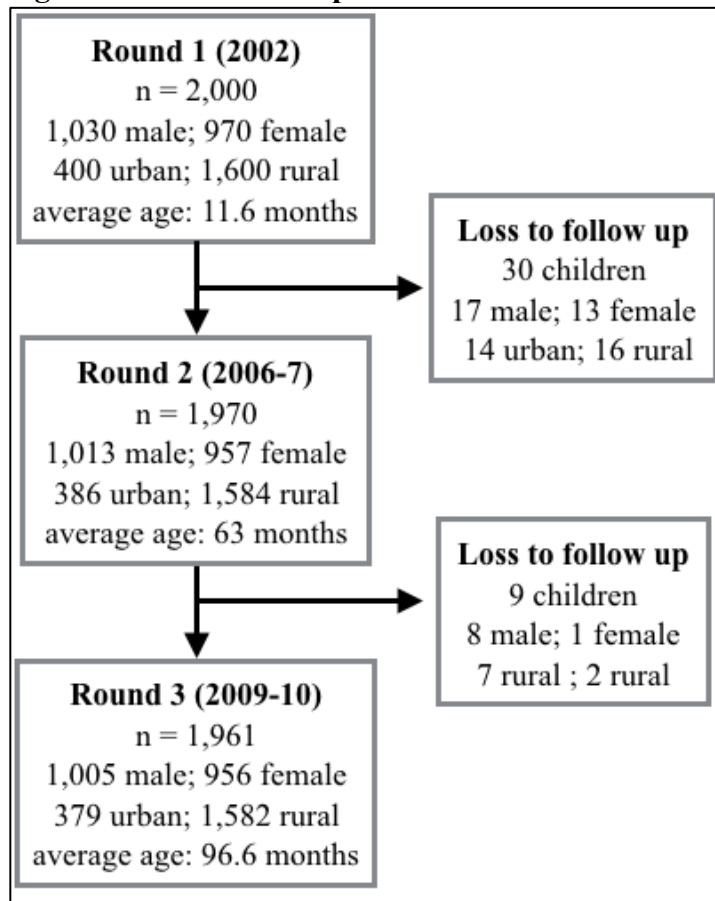 Round 1 (2002)
n = 2,000
1,030 male; 970 female
400 urban; 1,600 rural
average age: 11.6 months
Loss to follow up
30 children
17 male; 13 female
14 urban; 16 rural
Round 2 (2006-7)
n = 1,970
1,013 male; 957 female
386 urban; 1,584 rural
average age: 63 months
Loss to follow up
9 children
8 male; 1 female
7 rural ; 2 rural
Round 3 (2009-10)
n = 1,961
1,005 male; 956 female
379 urban; 1,582 rural
average age: 96.6 months